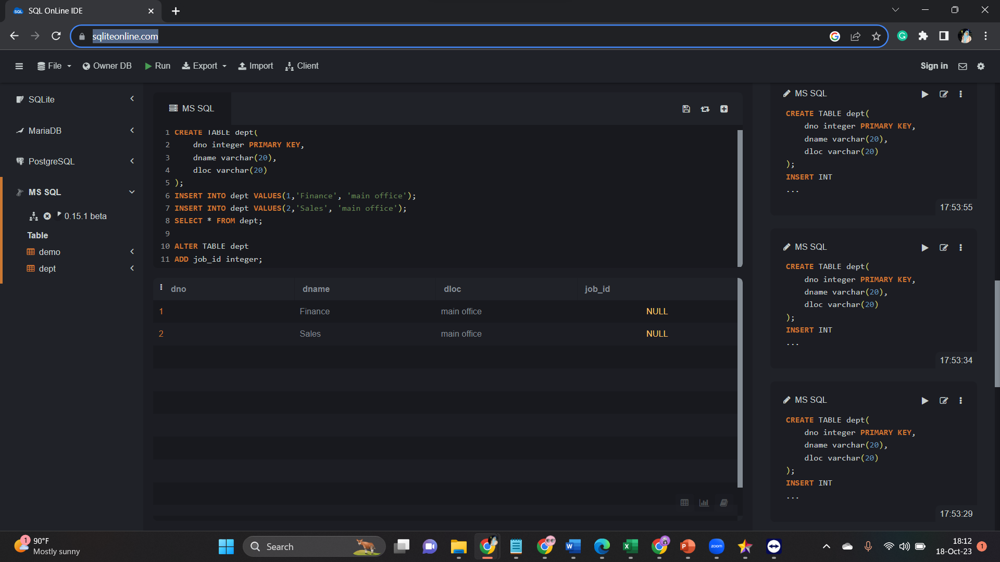 SQL OnLine IDE
sqliteonline.com
File
Owner DB
Run
Export
Import
Client
Sign in
SQLite
MariaDB
PostgreSQL
MS SQL
0.15.1 beta
Table
demo
dept
MS SQL
1 CREATE TABLE dept(
2 dno integer PRIMARY KEY,
3 dname varchar(20),
4 dloc varchar(20)
5 );
6 INSERT INTO dept VALUES(1,'Finance', 'main office');
7 INSERT INTO dept VALUES(2,'Sales', 'main office');
8 SELECT * FROM dept;
9
10 ALTER TABLE dept
11 ADD job_id integer;
dno dname dloc job_id
1 Finance main office NULL
2 Sales main office NULL
MS SQL
CREATE TABLE dept(
dno integer PRIMARY KEY,
dname varchar(20),
dloc varchar(20)
);
INSERT INT
...
17:53:55
MS SQL
CREATE TABLE dept(
dno integer PRIMARY KEY,
dname varchar(20),
dloc varchar(20)
);
INSERT INT
...
17:53:34
MS SQL
CREATE TABLE dept(
dno integer PRIMARY KEY,
dname varchar(20),
dloc varchar(20)
);
INSERT INT
...
17:53:29
1
90°F
Mostly sunny
Search
zoom
18:12
18-Oct-23
1